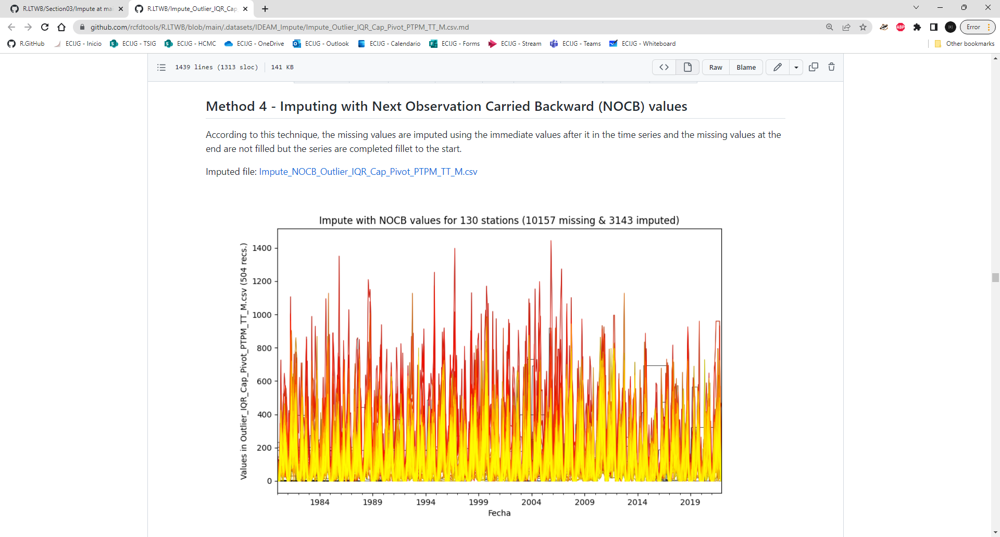 R.LTWB/Section03/Impute at mai
R.LTWB/Impute_Outlier_IQR_Cap_
github.com/rcfdtools/R.LTWB/blob/main/.datasets/IDEAM_Impute/Impute_Outlier_IQR_Cap_Pivot_PTPM_TT_M.csv.md
ABP
Error
R.GitHub
ECIJG - Inicio
ECIJG - TSIG
ECIJG - HCMC
ECIJG - OneDrive
ECIJG - Outlook
ECIJG - Calendario
ECIJG - Forms
ECIJG - Stream
ECIJG - Teams
ECIJG - Whiteboard
Other bookmarks
1439 lines (1313 sloc)
141 KB
Raw
Blame
Method 4 - Imputing with Next Observation Carried Backward (NOCB) values
According to this technique, the missing values are imputed using the immediate values after it in the time series and the missing values at the
end are not filled but the series are completed fillet to the start.
Imputed file: Impute_NOCB_Outlier_IQR_Cap_Pivot_PTPM_TT_M.csv
Impute with NOCB values for 130 stations (10157 missing & 3143 imputed)
Values in Outlier_IQR_Cap_Pivot_PTPM_TT_M.csv (504 recs.)
1400
1200
1000
800
600
400
200
0
1984
1989
1994
1999
2004
2009
2014
2019
Fecha